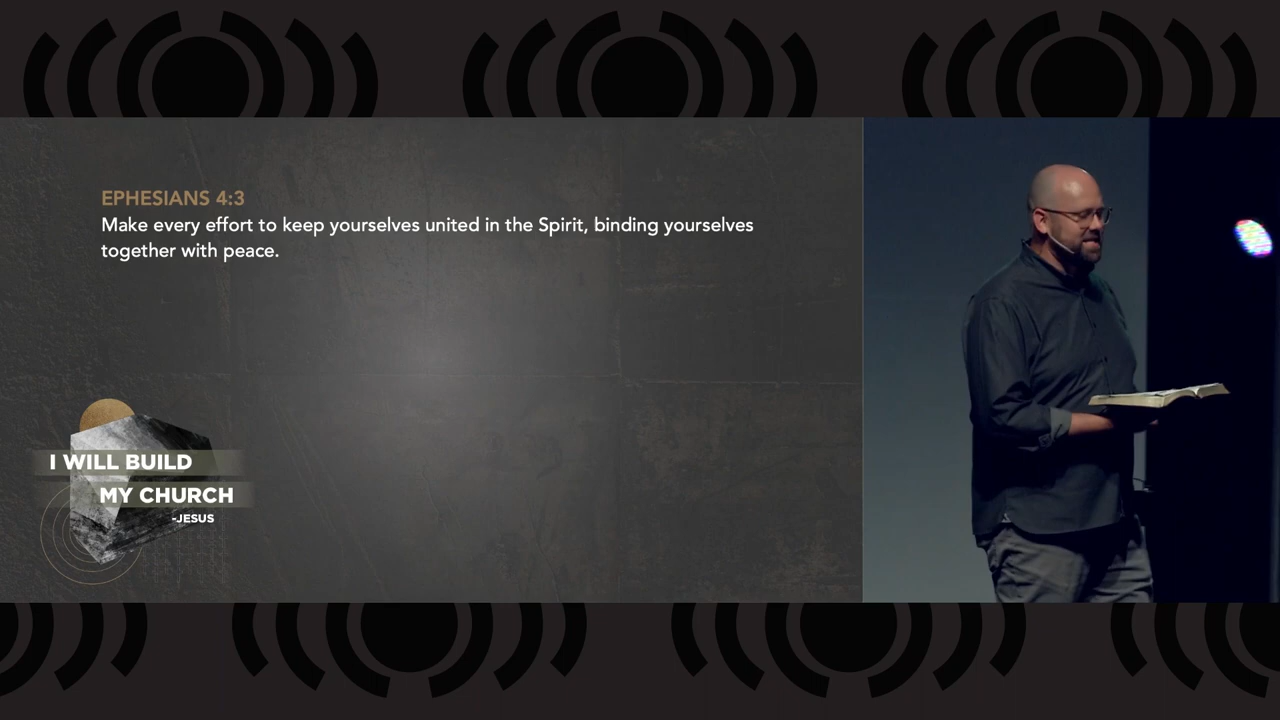 EPHESIANS 4:3
Make every effort to keep yourselves united in the Spirit, binding yourselves
together with peace.
I WILL BUILD
MY CHURCH
-JESUS